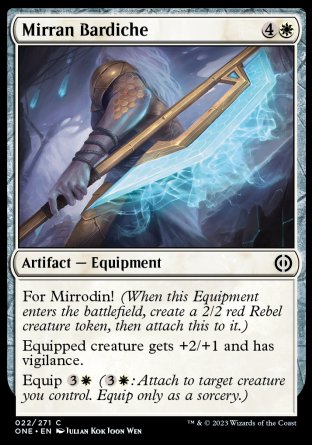 Mirran Bardiche 4
Artifact — Equipment
For Mirrodin! (When this Equipment
enters the battlefield, create a 2/2 red Rebel
creature token, then attach this to it.)
Equipped creature gets +2/+1 and has
vigilance.
Equip 3 (3 : Attach to target creature
you control. Equip only as a sorcery.)
022/271 C
ONE • EN Julian Kok Joon Wen
™ & © 2023 Wizards of the Coast